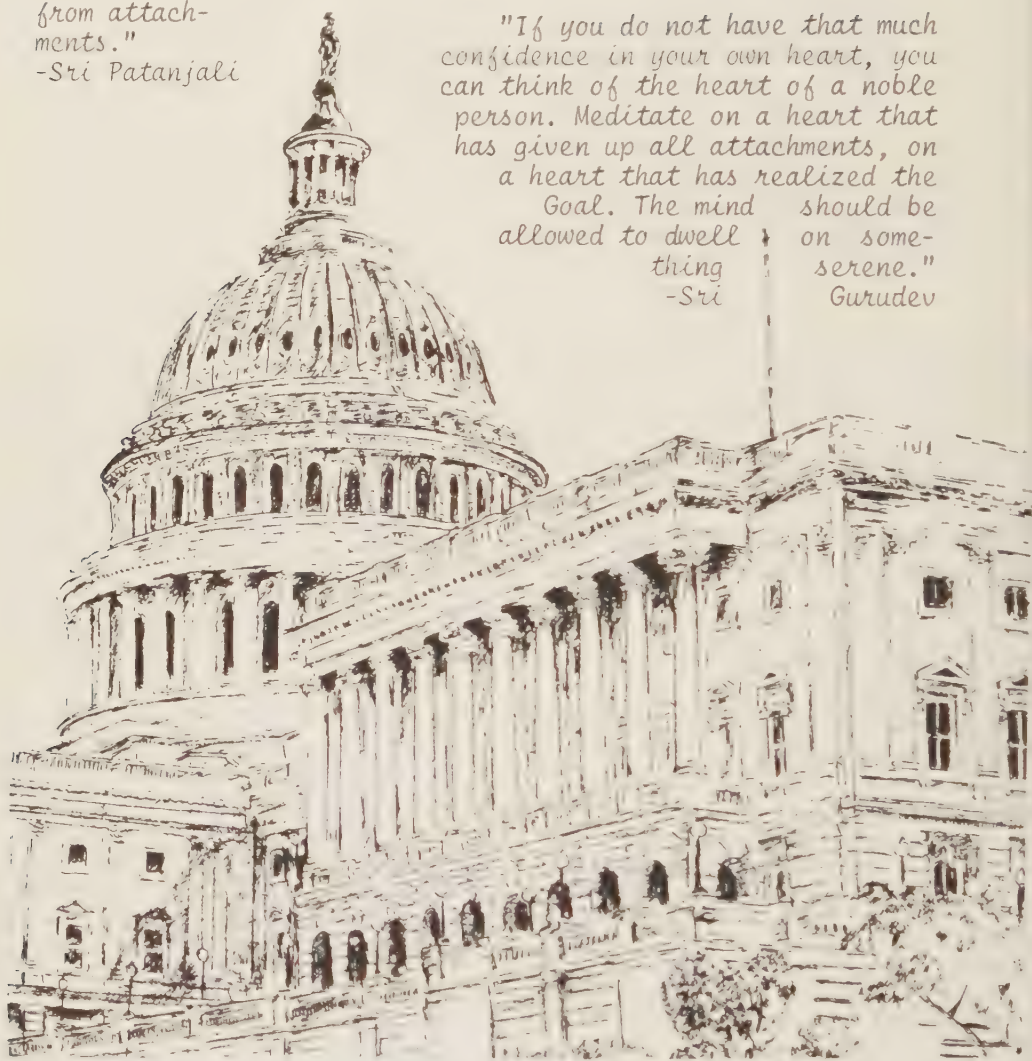 from attach-
ments."
-Sri Patanjali
"If you do not have that much
confidence in your own heart, you
can think of the heart of a noble
person. Meditate on a heart that
has given up all attachments, on
a heart that has realized the
Goal. The mind should be
allowed to dwell on some-
thing serene."
-Sri Gurudev